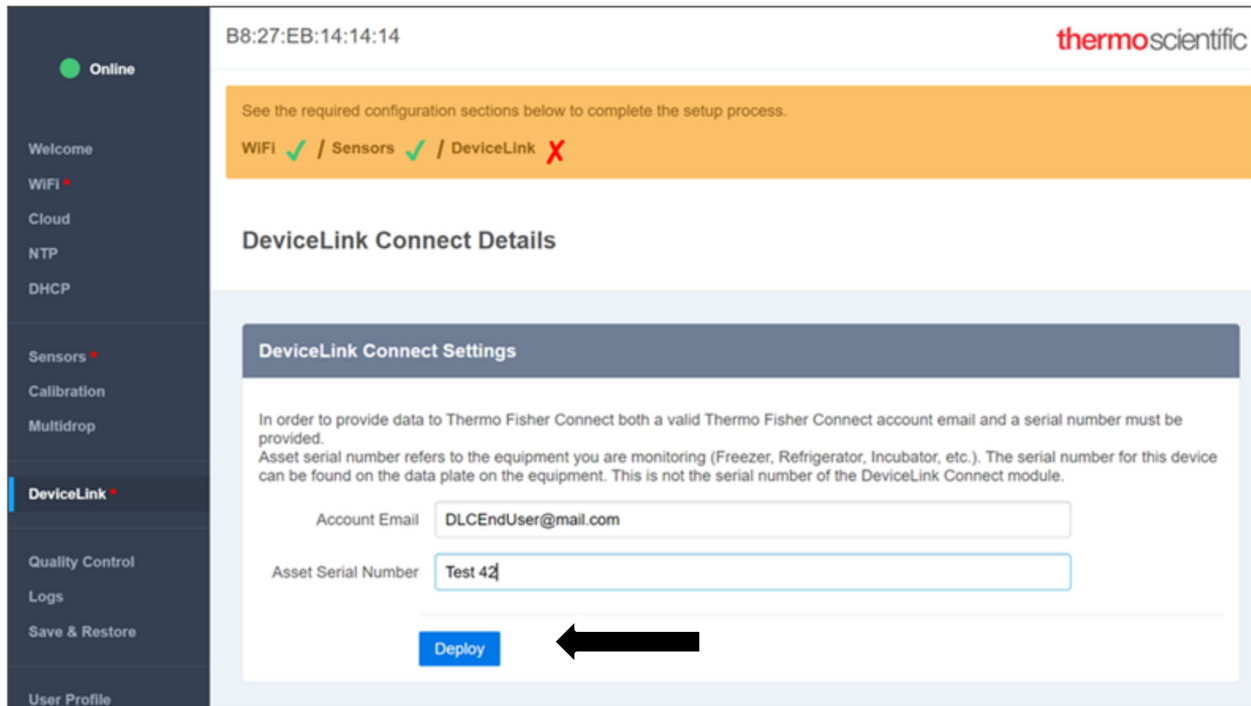 Online
Welcome
WiFi *
Cloud
NTP
DHCP
Sensors *
Calibration
Multidrop
DeviceLink *
Quality Control
Logs
Save & Restore
User Profile
B8:27:EB:14:14:14
thermoscientific
See the required configuration sections below to complete the setup process.
WiFi ✓ / Sensors ✓ / DeviceLink ✗
DeviceLink Connect Details
DeviceLink Connect Settings
In order to provide data to Thermo Fisher Connect both a valid Thermo Fisher Connect account email and a serial number must be
provided.
Asset serial number refers to the equipment you are monitoring (Freezer, Refrigerator, Incubator, etc.). The serial number for this device
can be found on the data plate on the equipment. This is not the serial number of the DeviceLink Connect module.
Account Email DLCEndUser@mail.com
Asset Serial Number Test 42
Deploy